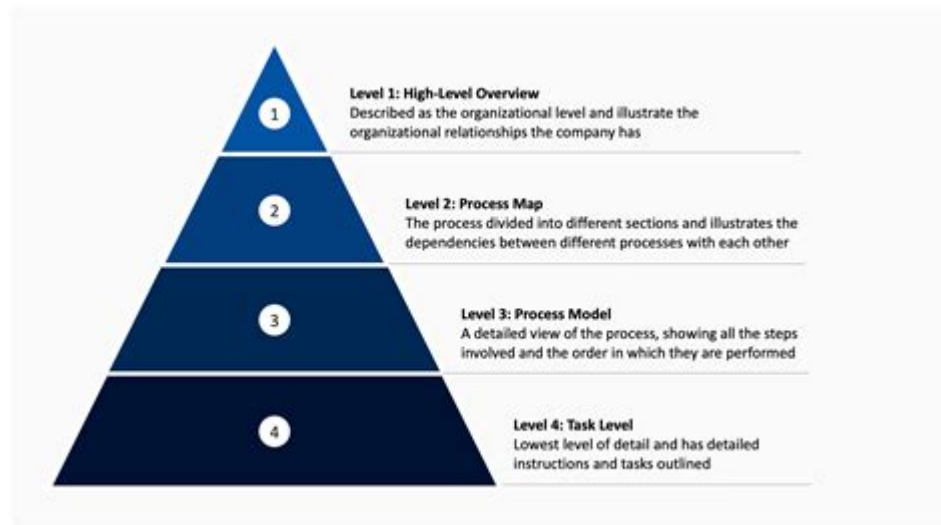 1
Level 1: High-Level Overview
Described as the organizational level and illustrate the
organizational relationships the company has
2
Level 2: Process Map
The process divided into different sections and illustrates the
dependencies between different processes with each other
3
Level 3: Process Model
A detailed view of the process, showing all the steps
involved and the order in which they are performed
4
Level 4: Task Level
Lowest level of detail and has detailed
instructions and tasks outlined